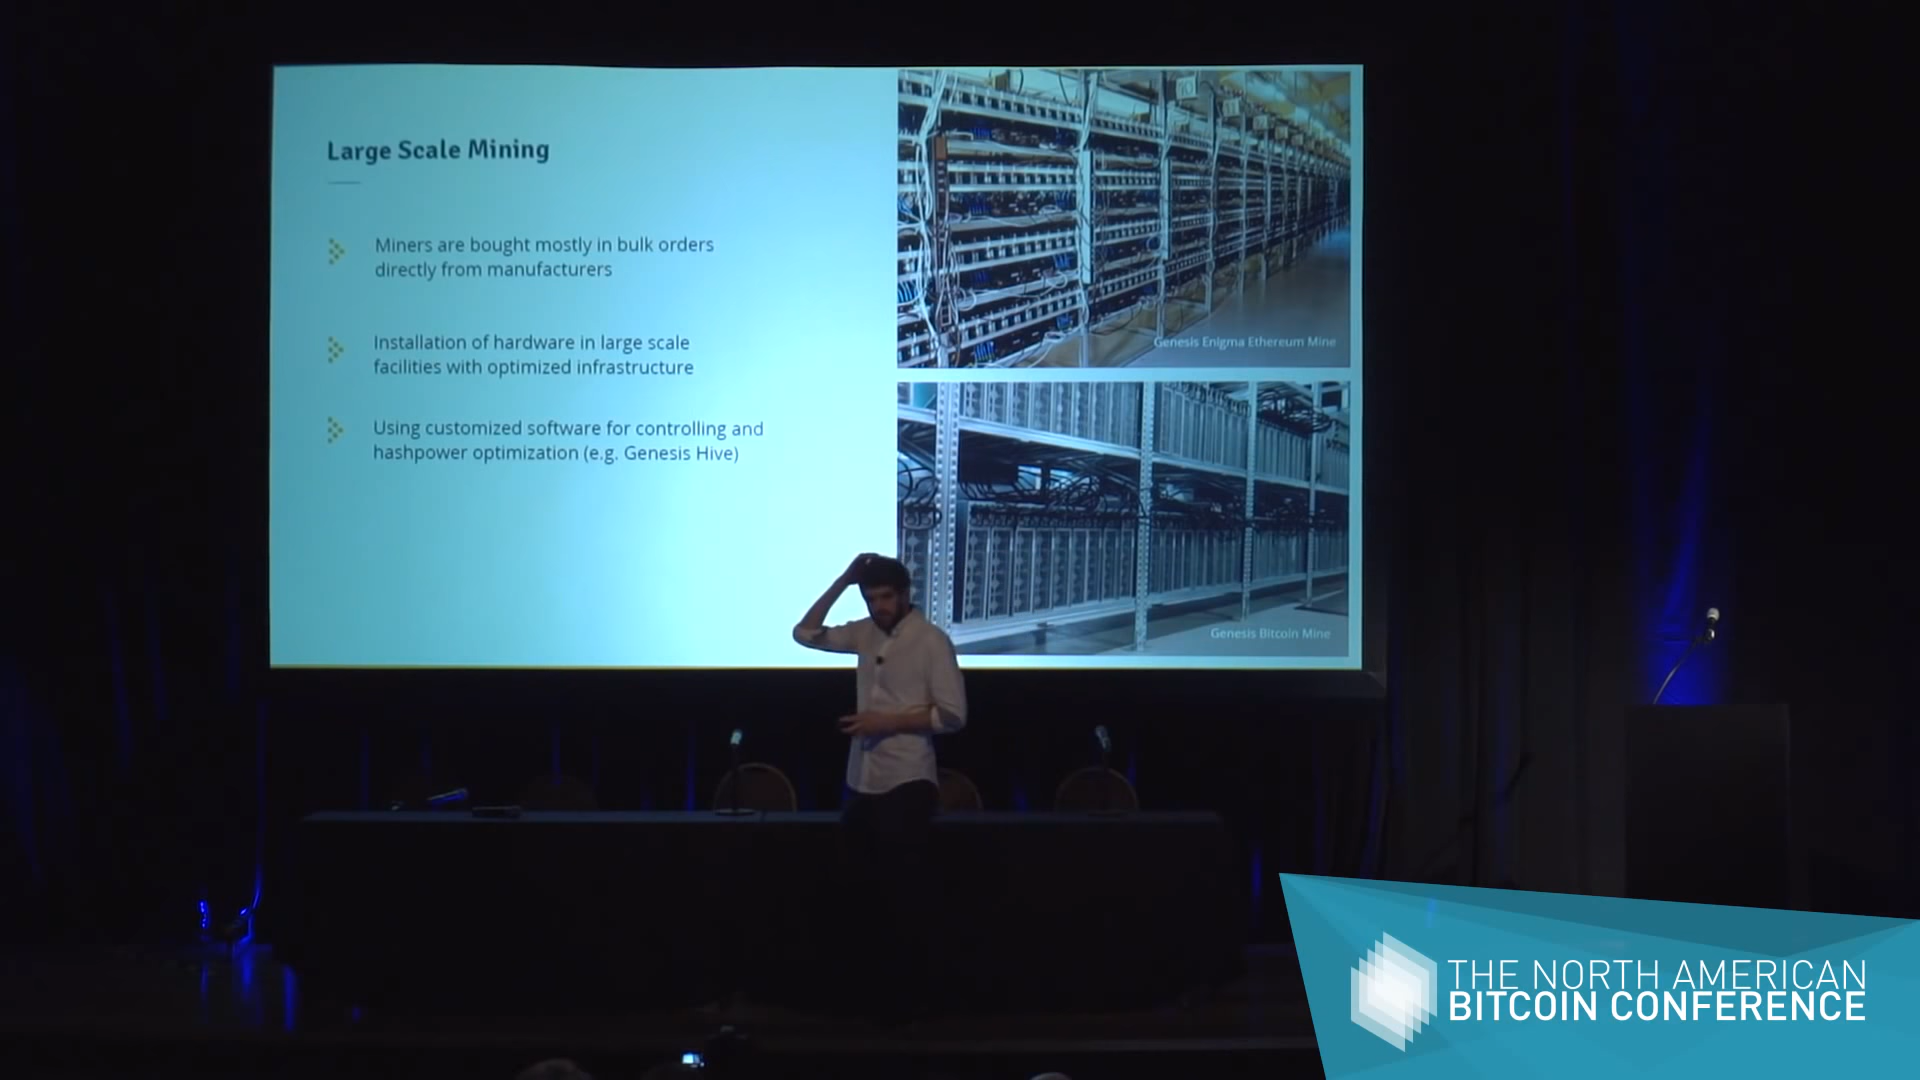 Large Scale Mining
Miners are bought mostly in bulk orders
directly from manufacturers
Installation of hardware in large scale
facilities with optimized infrastructure
Using customized software for controlling and
hashpower optimization (e.g. Genesis Hive)
Genesis Enigma Ethereum Mine
Genesis Bitcoin Mine
THE NORTH AMERICAN
BITCOIN CONFERENCE